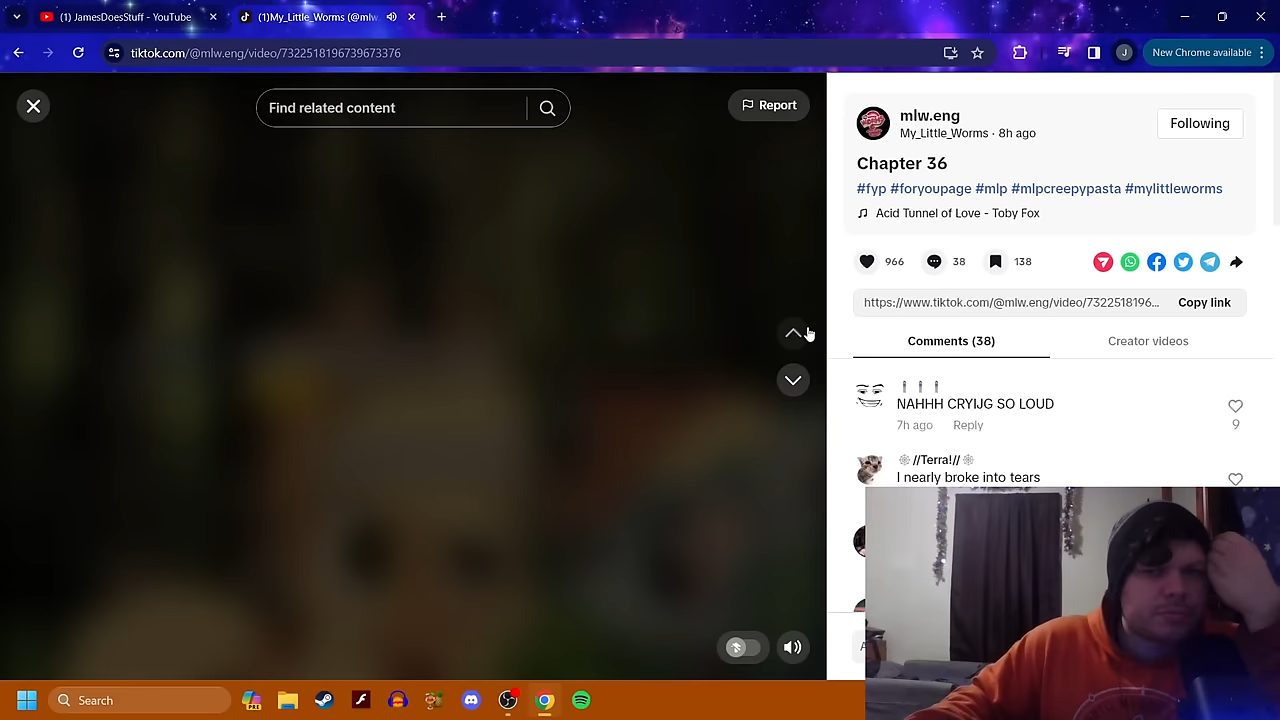 (1) JamesDoesStuff - YouTube
(1)My_Little_Worms (@mlw
tiktok.com/@mlw.eng/video/7322518196739673376
J
New Chrome available
Find related content
Report
mlw.eng
My_Little_Worms · 8h ago
Following
Chapter 36
#fyp #foryoupage #mlp #mlpcreepypasta #mylittleworms
Acid Tunnel of Love - Toby Fox
966
38
138
https://www.tiktok.com/@mlw.eng/video/7322518196...
Copy link
Comments (38)
Creator videos
NAHHH CRYIJG SO LOUD
7h ago
Reply
9
//Terra!//
I nearly broke into tears
Search
PRE